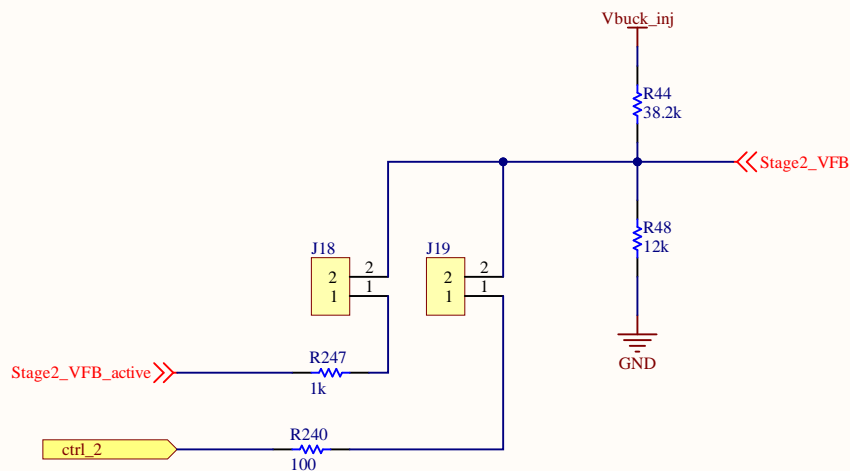 Vbuck_inj
R44
38.2k
Stage2_VFB
R48
12k
J18
J19
2 2
1 1
2 2
1 1
GND
R247
Stage2_VFB_active
1k
R240
ctrl_2
100